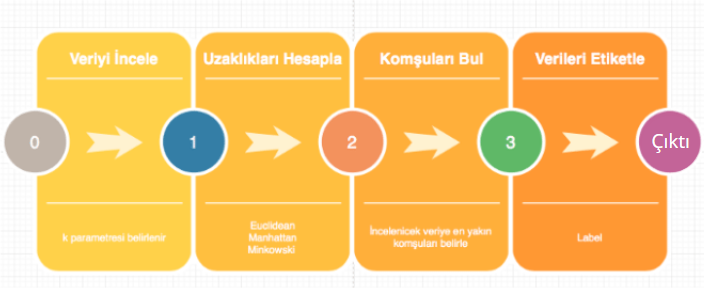 Veriyi İncele
Uzaklıkları Hesapla
Komşuları Bul
Verileri Etiketle
0
1
2
3
Çıktı
k parametresi belirlenir
Euclidean
Manhattan
Minkowski
İncelenicek veriye en yakın
komşuları belirle
Label